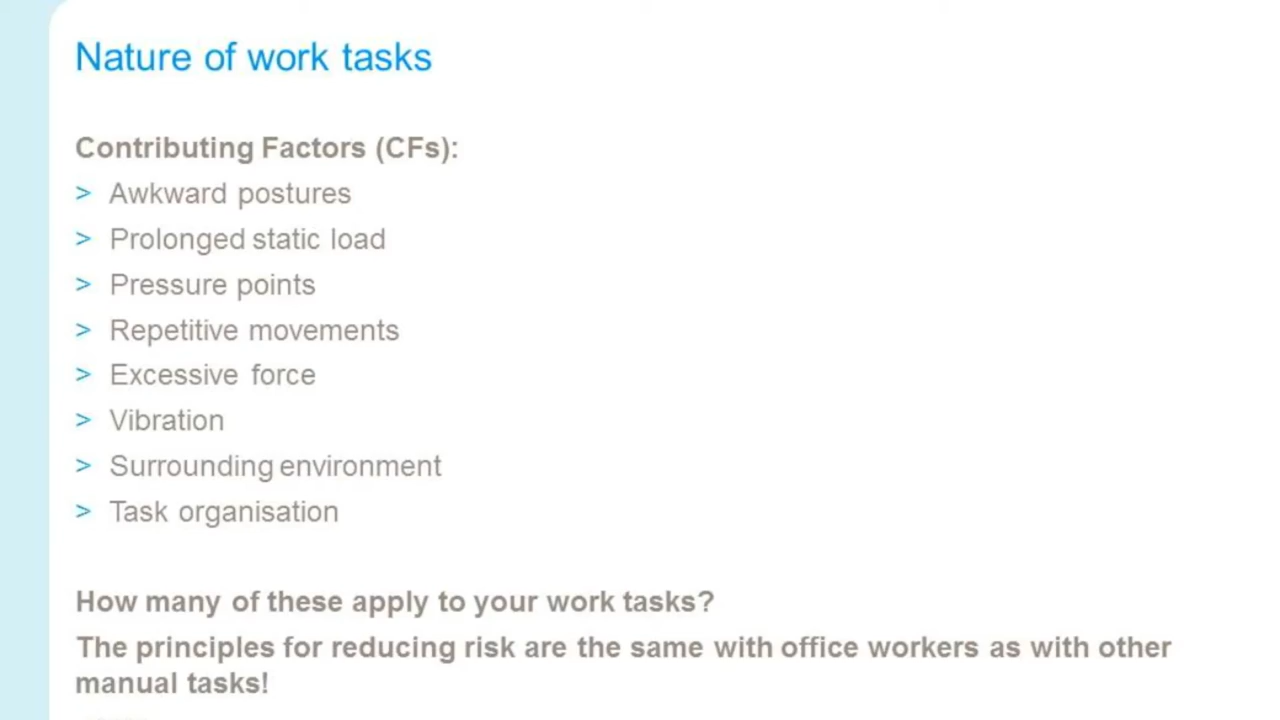 Nature of work tasks
Contributing Factors (CFs):
> Awkward postures
> Prolonged static load
> Pressure points
> Repetitive movements
> Excessive force
> Vibration
> Surrounding environment
> Task organisation
How many of these apply to your work tasks?
The principles for reducing risk are the same with office workers as with other
manual tasks!